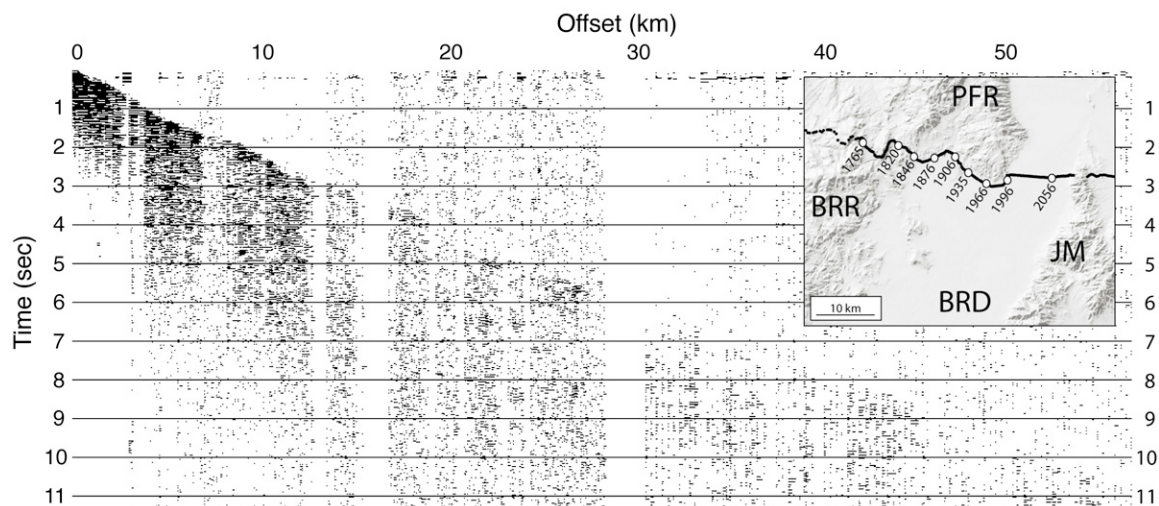 Offset (km)
0 10 20 30 40 50
Time (sec)
1 1
2 2
3 3
4 4
5 5
6 6
7 7
8 8
9 9
10 10
11 11
PFR
1765 1820 1846 1876 1906 1935 1966 1996 2056
BRR
JM
BRD
10 km